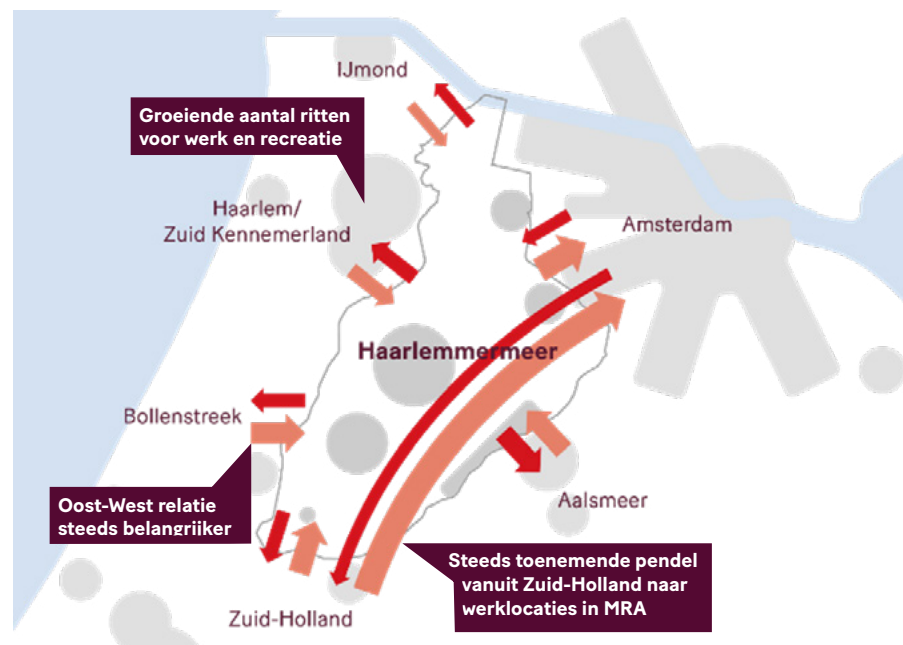 IJmond
Groeiende aantal ritten
voor werk en recreatie
Haarlem/
Zuid Kennemerland
Amsterdam
Haarlemmermeer
Bollenstreek
Oost-West relatie
steeds belangrijker
Aalsmeer
Steeds toenemende pendel
vanuit Zuid-Holland naar
werklocaties in MRA
Zuid-Holland